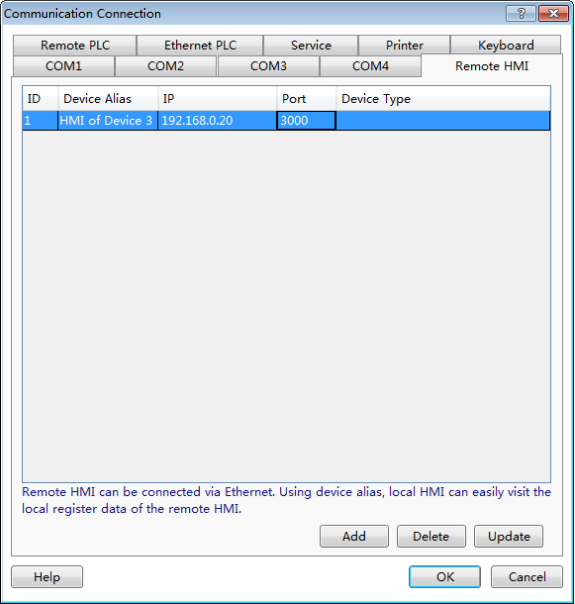 Communication Connection
Remote PLC Ethernet PLC Service Printer Keyboard
COM1 COM2 COM3 COM4 Remote HMI
ID Device Alias IP Port Device Type
1 HMI of Device 3 192.168.0.20 3000
Remote HMI can be connected via Ethernet. Using device alias, local HMI can easily visit the
local register data of the remote HMI.
Add Delete Update
Help OK Cancel